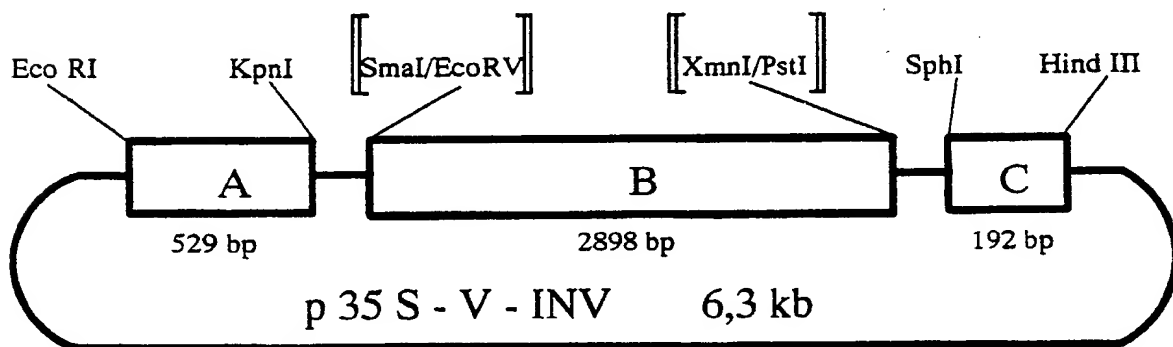 Eco RI KpnI SmaI/EcoRV XmnI/PstI SphI Hind III
A B C
529 bp 2898 bp 192 bp
p 35 S - V - INV 6,3 kb